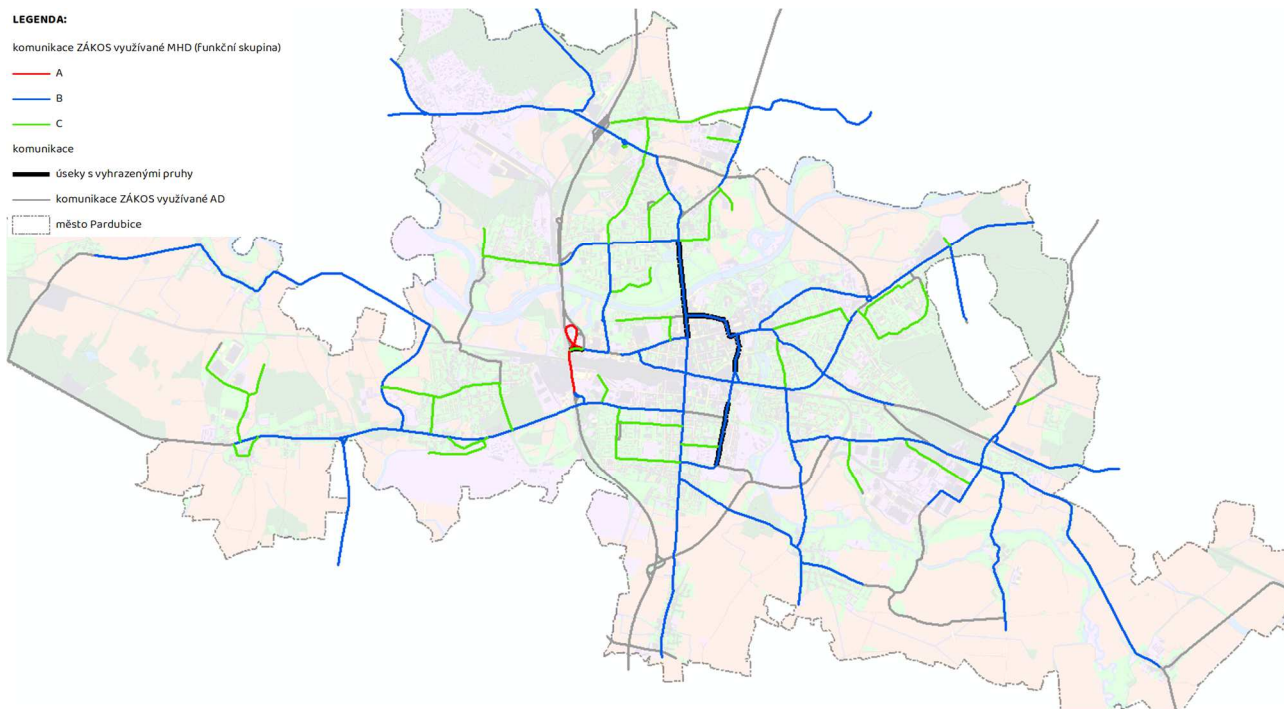 LEGENDA:
komunikace ZÁKOS využívané MHD (funkční skupina)
A
B
C
komunikace
úseky s vyhrazenými pruhy
komunikace ZÁKOS využívané AD
město Pardubice